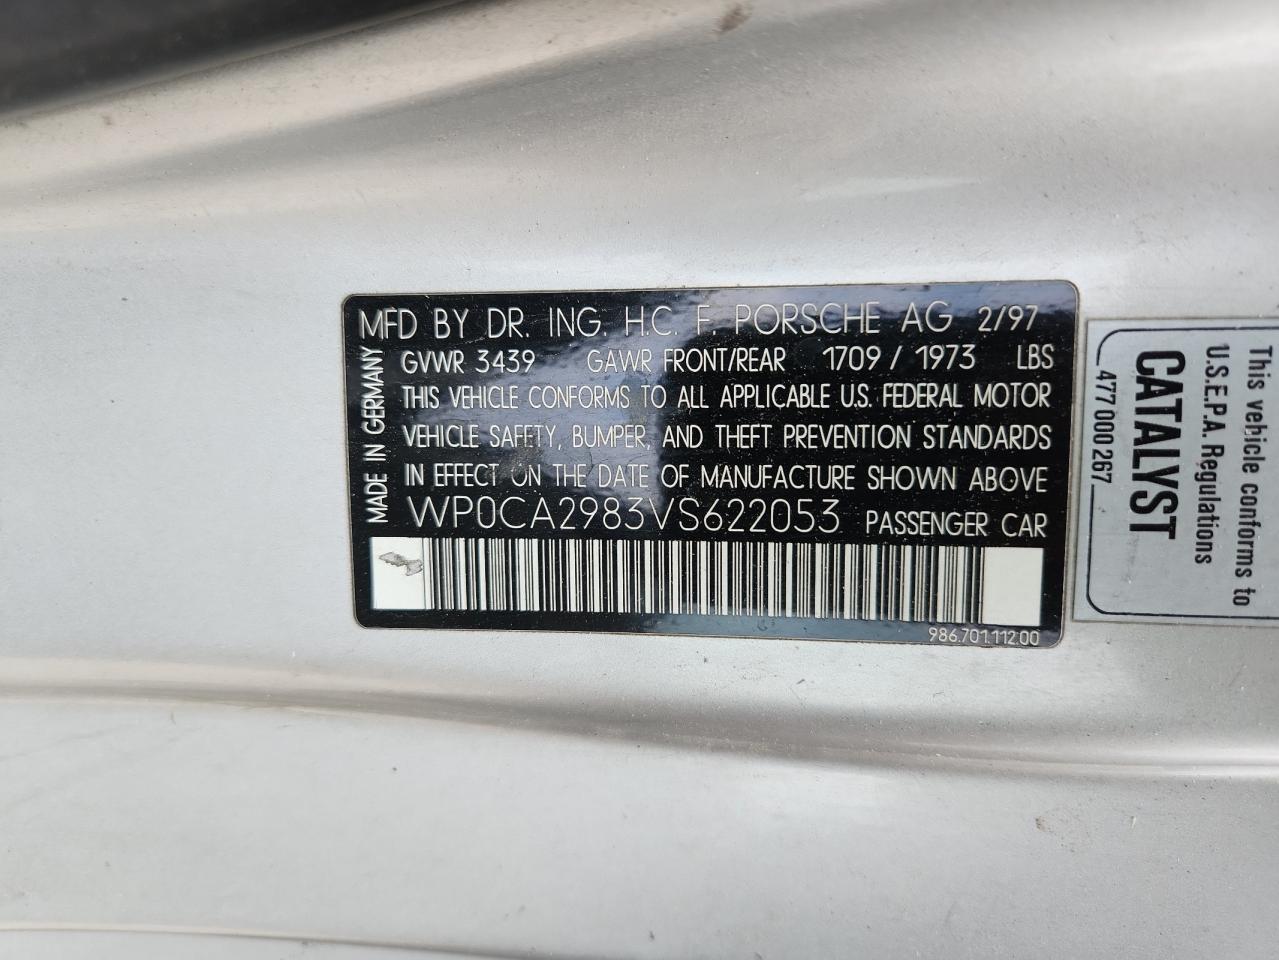 MFD BY DR. ING. H.C. F. PORSCHE AG 2/97
GVWR 3439 GAWR FRONT/REAR 1709 / 1973 LBS
THIS VEHICLE CONFORMS TO ALL APPLICABLE U.S. FEDERAL MOTOR
VEHICLE SAFETY, BUMPER, AND THEFT PREVENTION STANDARDS
IN EFFECT ON THE DATE OF MANUFACTURE SHOWN ABOVE
WP0CA2983VS622053 PASSENGER CAR
986.701.112.00
MADE IN GERMANY
This vehicle conforms to
U.S.E.P.A. Regulations
CATALYST
477 000 267